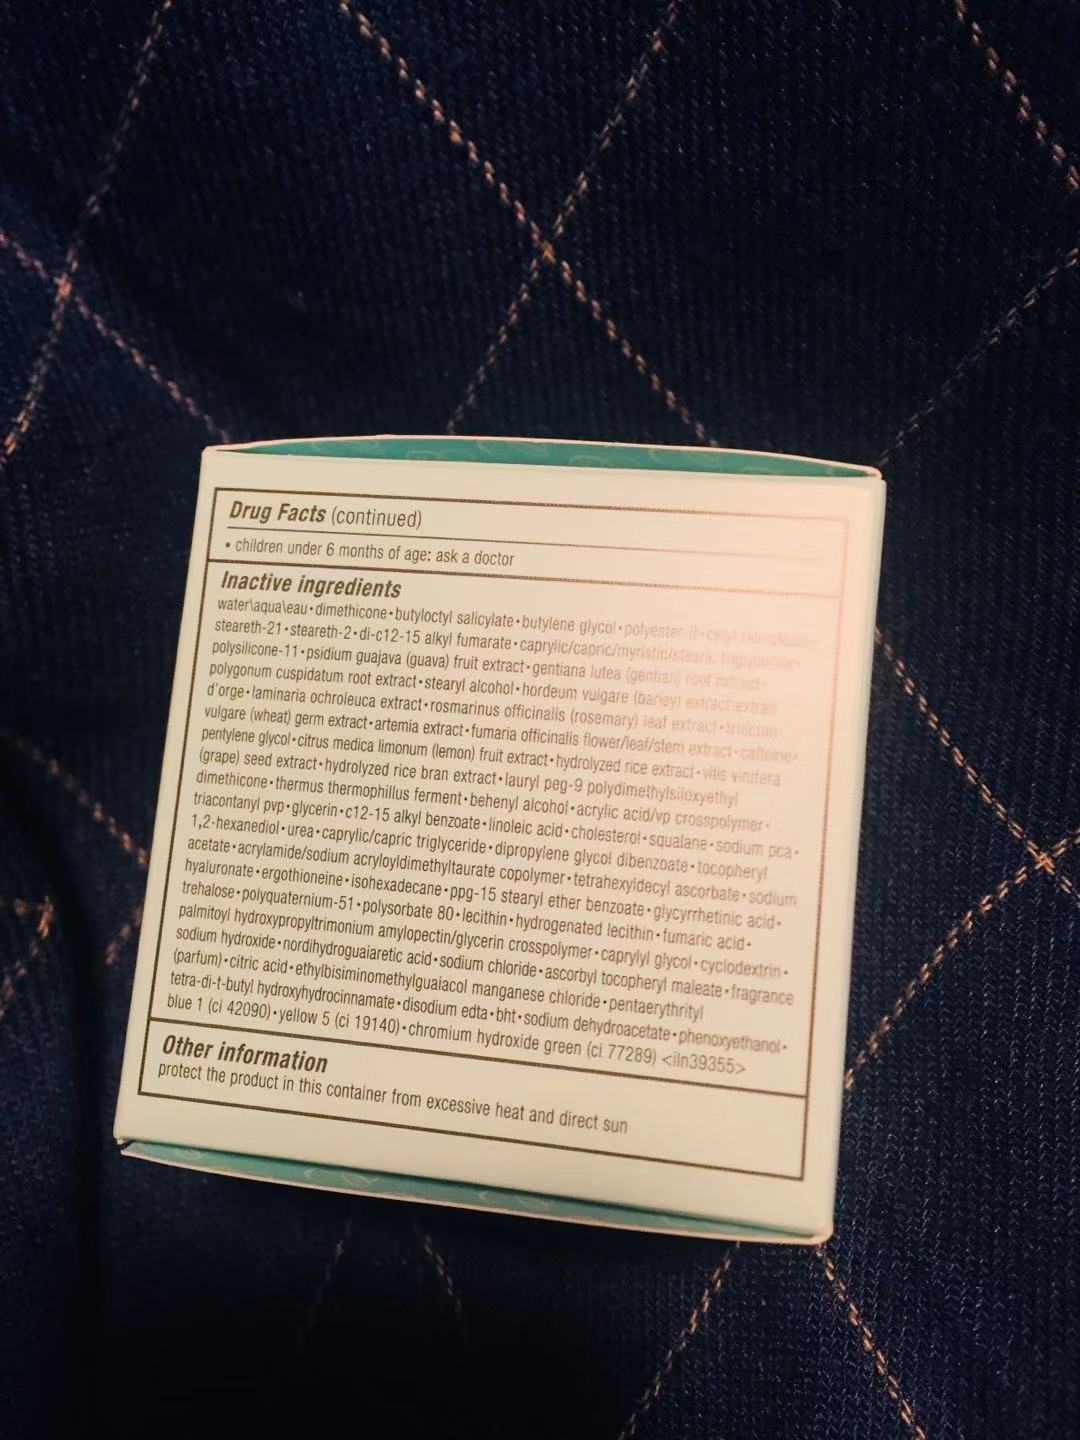 Drug Facts (continued)
• children under 6 months of age: ask a doctor
Inactive ingredients
water\aqua\eau • dimethicone • butyloctyl salicylate • butylene glycol • polyester-8 • cetyl
steareth-21 • steareth-2 • di-c12-15 alkyl fumarate • caprylic/capric/myristic/stearic triglyceride •
polysilicone-11 • psidium guajava (guava) fruit extract • gentiana lutea (gentian) root extract •
polygonum cuspidatum root extract • stearyl alcohol • hordeum vulgare (barley) extract\extrait
d'orge • laminaria ochroleuca extract • rosmarinus officinalis (rosemary) leaf extract • triticum
vulgare (wheat) germ extract • artemia extract • fumaria officinalis flower/leaf/stem extract • caffeine •
pentylene glycol • citrus medica limonum (lemon) fruit extract • hydrolyzed rice extract • vitis vinifera
(grape) seed extract • hydrolyzed rice bran extract • lauryl peg-9 polydimethylsiloxyethyl
dimethicone • thermus thermophillus ferment • behenyl alcohol • acrylic acid/vp crosspolymer •
triacontanyl pvp • glycerin • c12-15 alkyl benzoate • linoleic acid • cholesterol • squalane • sodium pca •
1,2-hexanediol • urea • caprylic/capric triglyceride • dipropylene glycol dibenzoate • tocopheryl
acetate • acrylamide/sodium acryloyldimethyltaurate copolymer • tetrahexyldecyl ascorbate • sodium
hyaluronate • ergothioneine • isohexadecane • ppg-15 stearyl ether benzoate • glycyrrhetinic acid •
trehalose • polyquaternium-51 • polysorbate 80 • lecithin • hydrogenated lecithin • fumaric acid •
palmitoyl hydroxypropyltrimonium amylopectin/glycerin crosspolymer • caprylyl glycol • cyclodextrin •
sodium hydroxide • nordihydroguaiaretic acid • sodium chloride • ascorbyl tocopheryl maleate • fragrance
(parfum) • citric acid • ethylbisiminomethylguaiacol manganese chloride • pentaerythrityl
tetra-di-t-butyl hydroxyhydrocinnamate • disodium edta • bht • sodium dehydroacetate • phenoxyethanol •
blue 1 (ci 42090) • yellow 5 (ci 19140) • chromium hydroxide green (ci 77289) <iln39355>
Other information
protect the product in this container from excessive heat and direct sun